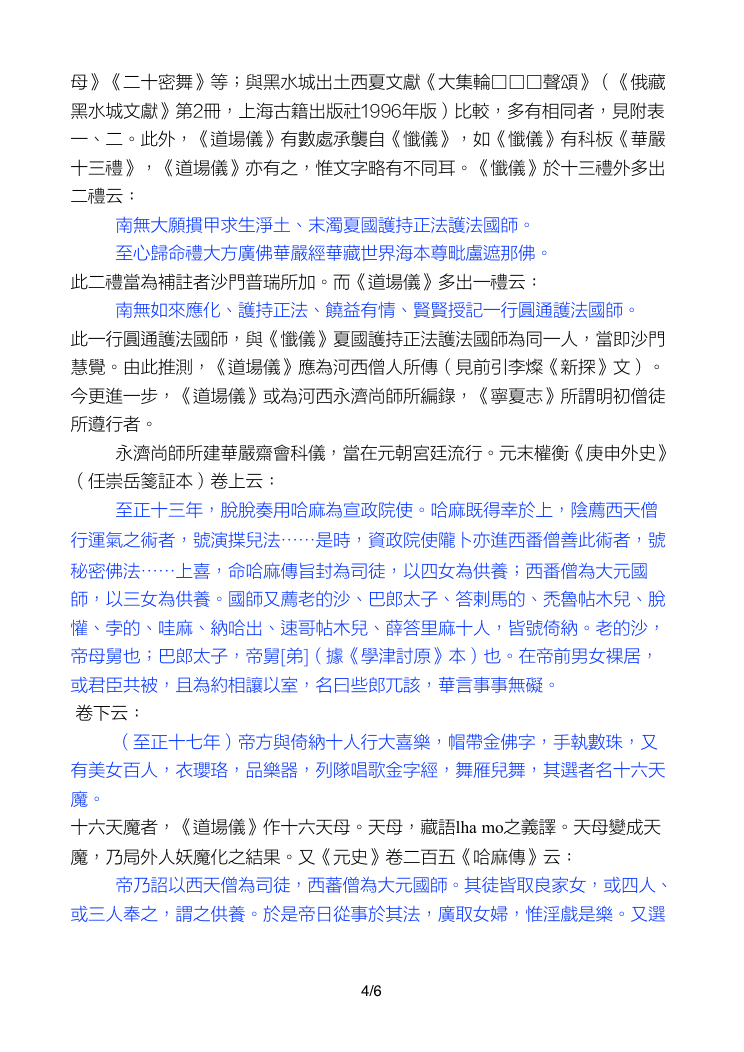 母》《二十密舞》等；與黑水城出土西夏文獻《大集輪□□□聲頌》（《俄藏
黑水城文獻》第2冊，上海古籍出版社1996年版）比較，多有相同者，見附表
一、二。此外，《道場儀》有數處承襲自《懺儀》，如《懺儀》有科板《華嚴
十三禮》，《道場儀》亦有之，惟文字略有不同耳。《懺儀》於十三禮外多出
二禮云：
南無大願摜甲求生淨土、末濁夏國護持正法護法國師。
至心歸命禮大方廣佛華嚴經華藏世界海本尊毗盧遮那佛。
此二禮當為補註者沙門普瑞所加。而《道場儀》多出一禮云：
南無如來應化、護持正法、饒益有情、賢賢授記一行圓通護法國師。
此一行圓通護法國師，與《懺儀》夏國護持正法護法國師為同一人，當即沙門
慧覺。由此推測，《道場儀》應為河西僧人所傳（見前引李燦《新探》文）。
今更進一步，《道場儀》或為河西永濟尚師所編錄，《寧夏志》所謂明初僧徒
所遵行者。
永濟尚師所建華嚴齋會科儀，當在元朝宮廷流行。元末權衡《庚申外史》
（任崇岳箋証本）卷上云：
至正十三年，脫脫奏用哈麻為宣政院使。哈麻既得幸於上，陰薦西天僧
行運氣之術者，號演揲兒法……是時，資政院使隴卜亦進西番僧善此術者，號
秘密佛法……上喜，命哈麻傳旨封為司徒，以四女為供養；西番僧為大元國
師，以三女為供養。國師又薦老的沙、巴郎太子、答剌馬的、禿魯帖木兒、脫
懽、孛的、哇麻、納哈出、速哥帖木兒、薛答里麻十人，皆號倚納。老的沙，
帝母舅也；巴郎太子，帝舅[弟]（據《學津討原》本）也。在帝前男女裸居，
或君臣共被，且為約相讓以室，名曰些郎兀該，華言事事無礙。
卷下云：
（至正十七年）帝方與倚納十人行大喜樂，帽帶金佛字，手執數珠，又
有美女百人，衣瓔珞，品樂器，列隊唱歌金字經，舞雁兒舞，其選者名十六天
魔。
十六天魔者，《道場儀》作十六天母。天母，藏語lha mo之義譯。天母變成天
魔，乃局外人妖魔化之結果。又《元史》卷二百五《哈麻傳》云：
帝乃詔以西天僧為司徒，西蕃僧為大元國師。其徒皆取良家女，或四人、
或三人奉之，謂之供養。於是帝日從事於其法，廣取女婦，惟淫戲是樂。又選
4/6